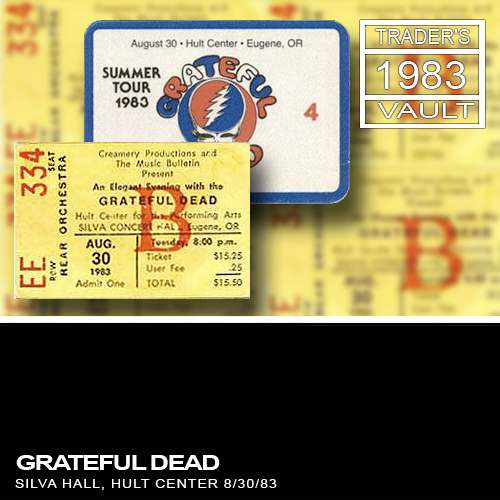 August 30 • Hult Center • Eugene, OR
SUMMER
TOUR
1983
GRATEFUL
4
TRADER'S
1983
VAULT
334
SEAT
EE
ROW
REAR ORCHESTRA
Creamery Productions and
The Music Bulletin
Present
An Elegant Evening with the
GRATEFUL DEAD
Hult Center for the Performing Arts
SILVA CONCERT HALL, Eugene, OR
B
AUG.
30
1983
Admit One
Tuesday, 8:00 p.m.
Ticket $15.25
User Fee .25
TOTAL $15.50
GRATEFUL DEAD
SILVA HALL, HULT CENTER 8/30/83